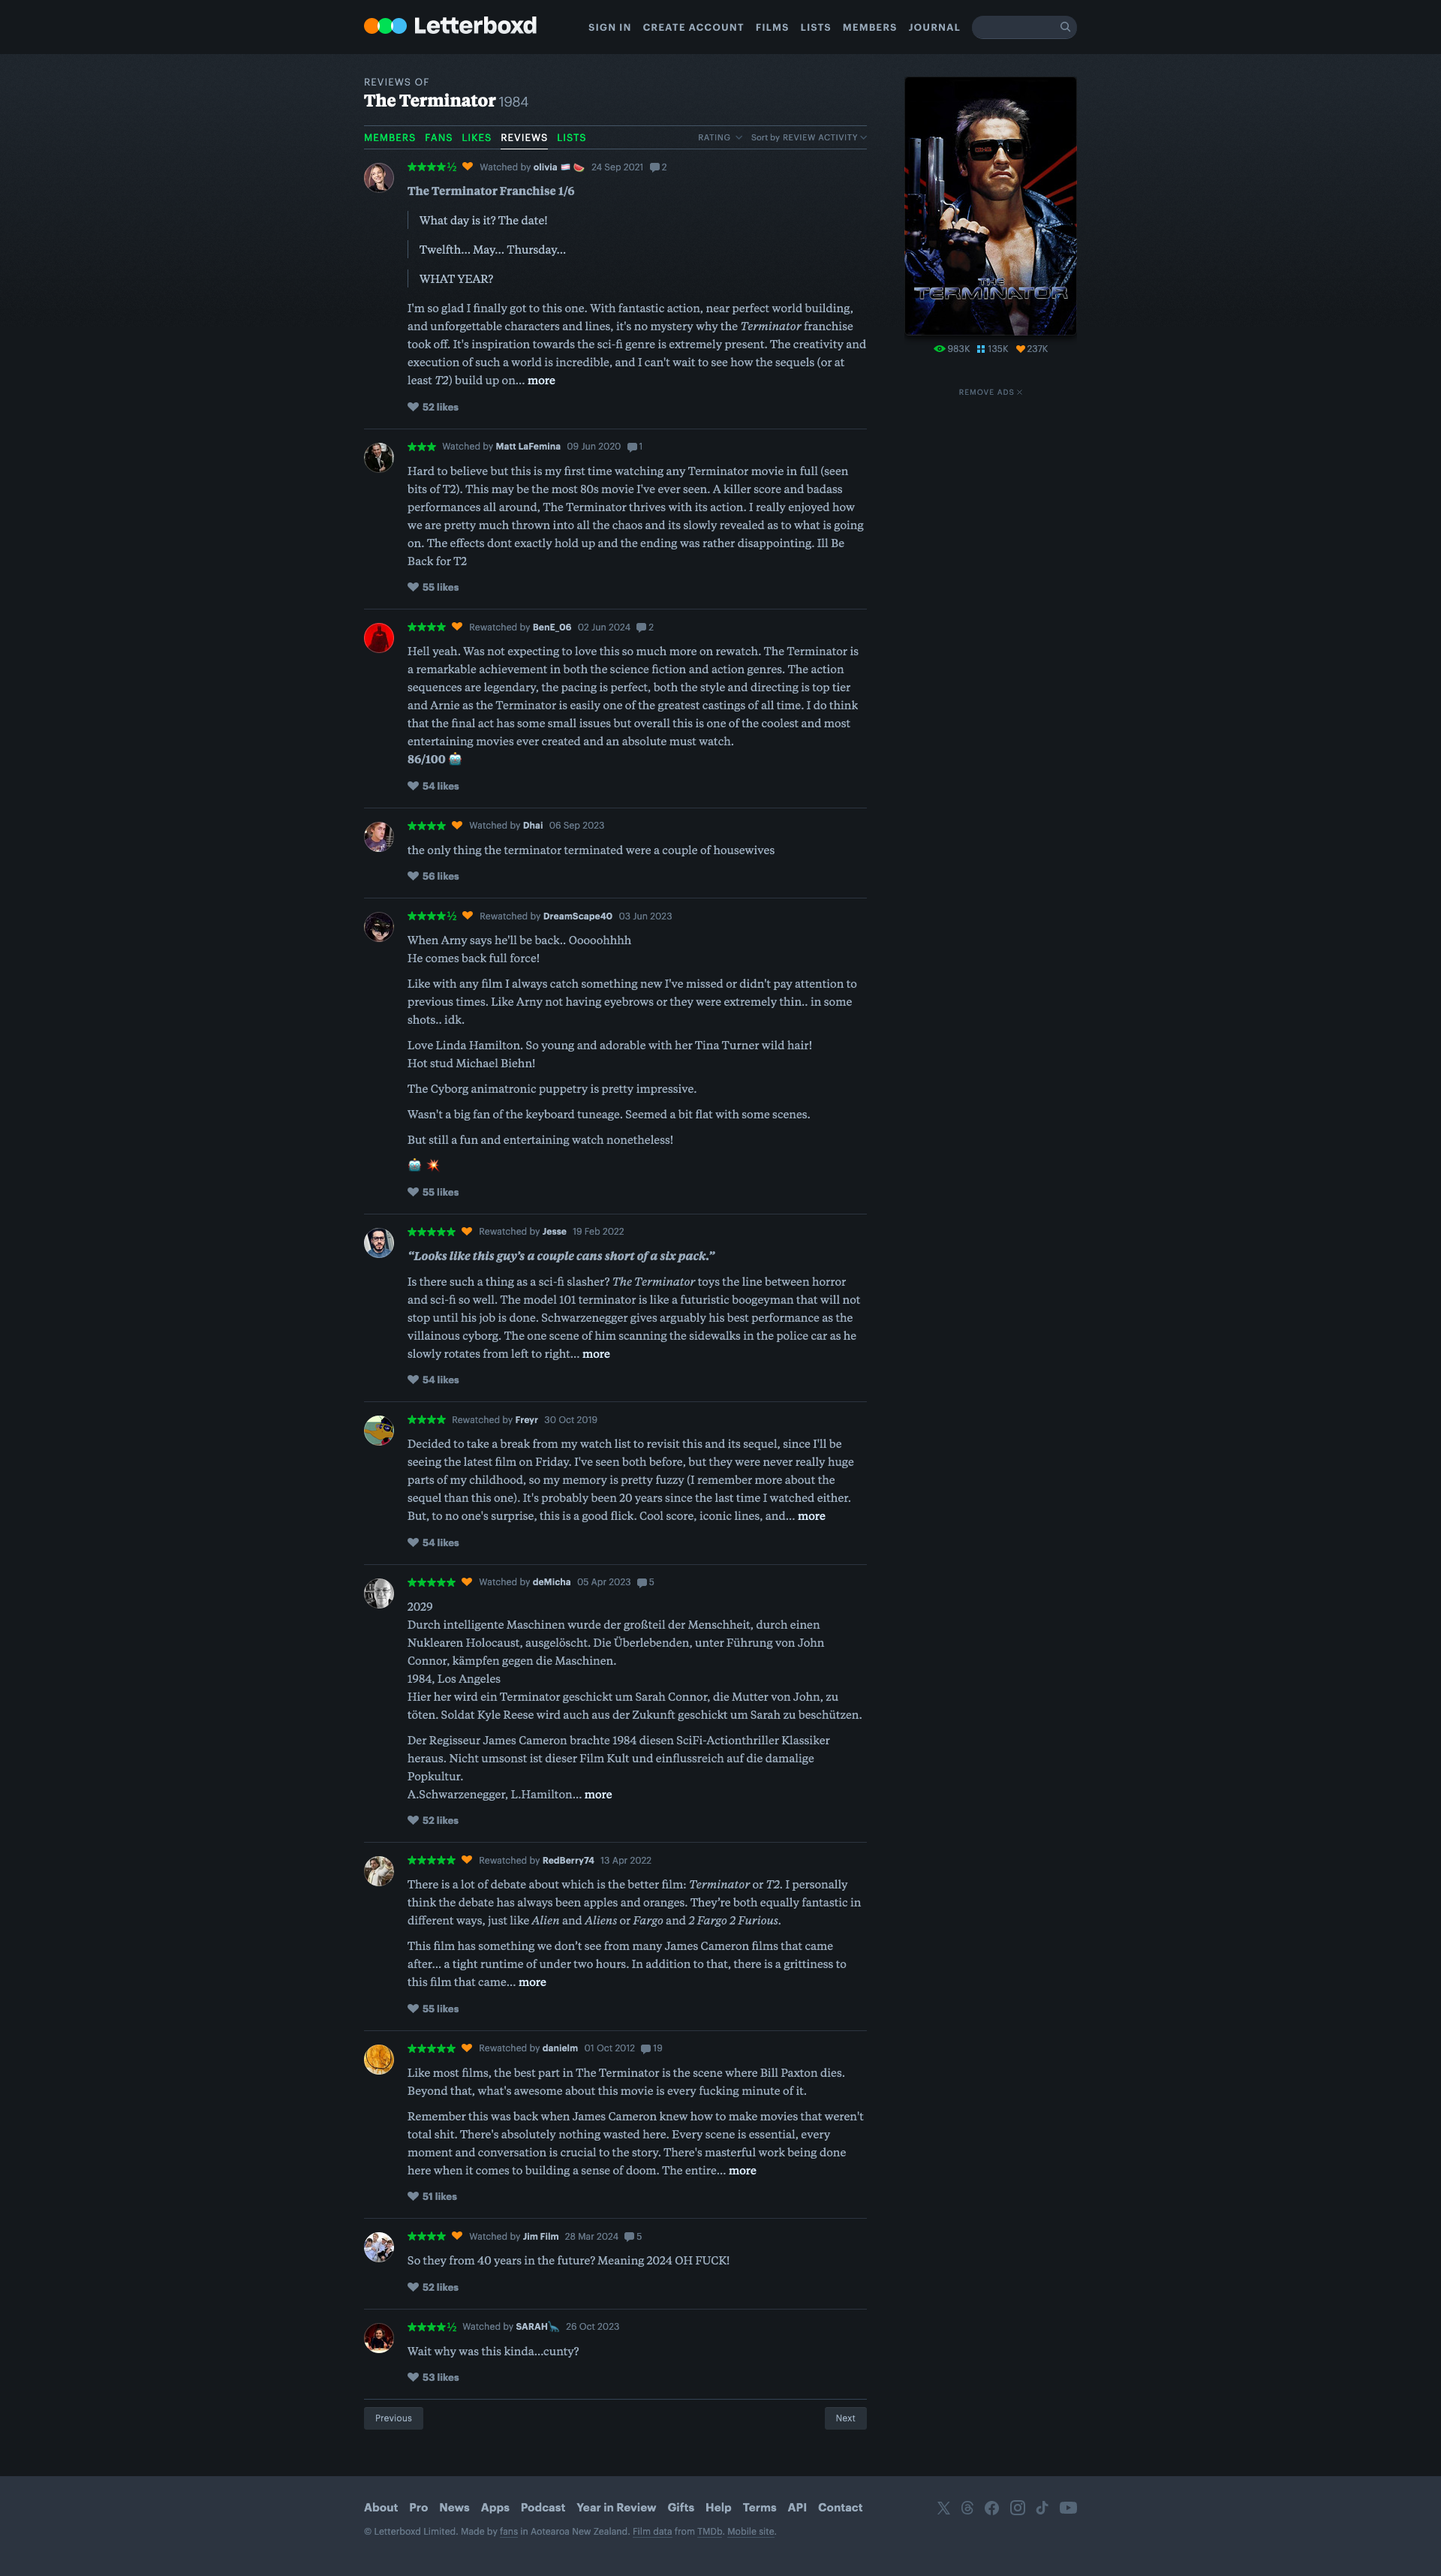 Letterboxd
SIGN IN CREATE ACCOUNT FILMS LISTS MEMBERS JOURNAL
REVIEWS OF
The Terminator 1984
MEMBERS FANS LIKES REVIEWS LISTS
RATING Sort by REVIEW ACTIVITY
THE
TERMINATOR
983K 135K 237K
REMOVE ADS
★★★★½ Watched by olivia 24 Sep 2021 2
The Terminator Franchise 1/6
What day is it? The date!
Twelfth... May... Thursday...
WHAT YEAR?
I'm so glad I finally got to this one. With fantastic action, near perfect world building,
and unforgettable characters and lines, it's no mystery why the Terminator franchise
took off. It's inspiration towards the sci-fi genre is extremely present. The creativity and
execution of such a world is incredible, and I can't wait to see how the sequels (or at
least T2) build up on... more
52 likes
★★★ Watched by Matt LaFemina 09 Jun 2020 1
Hard to believe but this is my first time watching any Terminator movie in full (seen
bits of T2). This may be the most 80s movie I've ever seen. A killer score and badass
performances all around, The Terminator thrives with its action. I really enjoyed how
we are pretty much thrown into all the chaos and its slowly revealed as to what is going
on. The effects dont exactly hold up and the ending was rather disappointing. Ill Be
Back for T2
55 likes
★★★★ Rewatched by BenE_06 02 Jun 2024 2
Hell yeah. Was not expecting to love this so much more on rewatch. The Terminator is
a remarkable achievement in both the science fiction and action genres. The action
sequences are legendary, the pacing is perfect, both the style and directing is top tier
and Arnie as the Terminator is easily one of the greatest castings of all time. I do think
that the final act has some small issues but overall this is one of the coolest and most
entertaining movies ever created and an absolute must watch.
86/100 🤖
54 likes
★★★★ Watched by Dhai 06 Sep 2023
the only thing the terminator terminated were a couple of housewives
56 likes
★★★★½ Rewatched by DreamScape40 03 Jun 2023
When Arny says he'll be back.. Ooooohhhh
He comes back full force!
Like with any film I always catch something new I've missed or didn't pay attention to
previous times. Like Arny not having eyebrows or they were extremely thin.. in some
shots.. idk.
Love Linda Hamilton. So young and adorable with her Tina Turner wild hair!
Hot stud Michael Biehn!
The Cyborg animatronic puppetry is pretty impressive.
Wasn't a big fan of the keyboard tuneage. Seemed a bit flat with some scenes.
But still a fun and entertaining watch nonetheless!
🤖 💥
55 likes
★★★★★ Rewatched by Jesse 19 Feb 2022
“Looks like this guy’s a couple cans short of a six pack.”
Is there such a thing as a sci-fi slasher? The Terminator toys the line between horror
and sci-fi so well. The model 101 terminator is like a futuristic boogeyman that will not
stop until his job is done. Schwarzenegger gives arguably his best performance as the
villainous cyborg. The one scene of him scanning the sidewalks in the police car as he
slowly rotates from left to right... more
54 likes
★★★★ Rewatched by Freyr 30 Oct 2019
Decided to take a break from my watch list to revisit this and its sequel, since I'll be
seeing the latest film on Friday. I've seen both before, but they were never really huge
parts of my childhood, so my memory is pretty fuzzy (I remember more about the
sequel than this one). It's probably been 20 years since the last time I watched either.
But, to no one's surprise, this is a good flick. Cool score, iconic lines, and... more
54 likes
★★★★★ Watched by deMicha 05 Apr 2023 5
2029
Durch intelligente Maschinen wurde der großteil der Menschheit, durch einen
Nuklearen Holocaust, ausgelöscht. Die Überlebenden, unter Führung von John
Connor, kämpfen gegen die Maschinen.
1984, Los Angeles
Hier her wird ein Terminator geschickt um Sarah Connor, die Mutter von John, zu
töten. Soldat Kyle Reese wird auch aus der Zukunft geschickt um Sarah zu beschützen.
Der Regisseur James Cameron brachte 1984 diesen SciFi-Actionthriller Klassiker
heraus. Nicht umsonst ist dieser Film Kult und einflussreich auf die damalige
Popkultur.
A.Schwarzenegger, L.Hamilton... more
52 likes
★★★★★ Rewatched by RedBerry74 13 Apr 2022
There is a lot of debate about which is the better film: Terminator or T2. I personally
think the debate has always been apples and oranges. They’re both equally fantastic in
different ways, just like Alien and Aliens or Fargo and 2 Fargo 2 Furious.
This film has something we don’t see from many James Cameron films that came
after... a tight runtime of under two hours. In addition to that, there is a grittiness to
this film that came... more
55 likes
★★★★★ Rewatched by danielm 01 Oct 2012 19
Like most films, the best part in The Terminator is the scene where Bill Paxton dies.
Beyond that, what's awesome about this movie is every fucking minute of it.
Remember this was back when James Cameron knew how to make movies that weren't
total shit. There's absolutely nothing wasted here. Every scene is essential, every
moment and conversation is crucial to the story. There's masterful work being done
here when it comes to building a sense of doom. The entire... more
51 likes
★★★★ Watched by Jim Film 28 Mar 2024 5
So they from 40 years in the future? Meaning 2024 OH FUCK!
52 likes
★★★★½ Watched by SARAH 26 Oct 2023
Wait why was this kinda...cunty?
53 likes
Previous Next
About Pro News Apps Podcast Year in Review Gifts Help Terms API Contact
© Letterboxd Limited. Made by fans in Aotearoa New Zealand. Film data from TMDb. Mobile site.